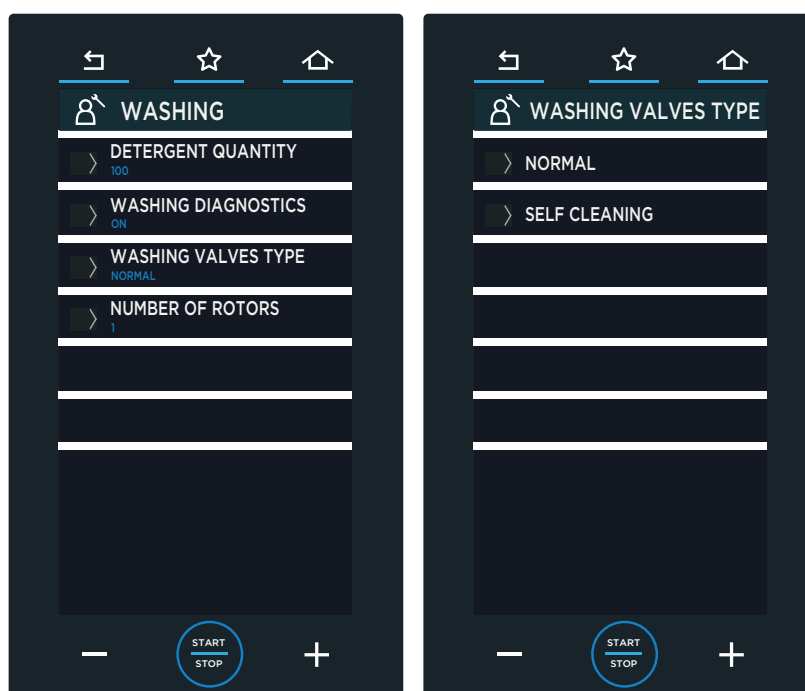 WASHING
DETERGENT QUANTITY
100
WASHING DIAGNOSTICS
ON
WASHING VALVES TYPE
NORMAL
NUMBER OF ROTORS
1
START
STOP
WASHING VALVES TYPE
NORMAL
SELF CLEANING
START
STOP